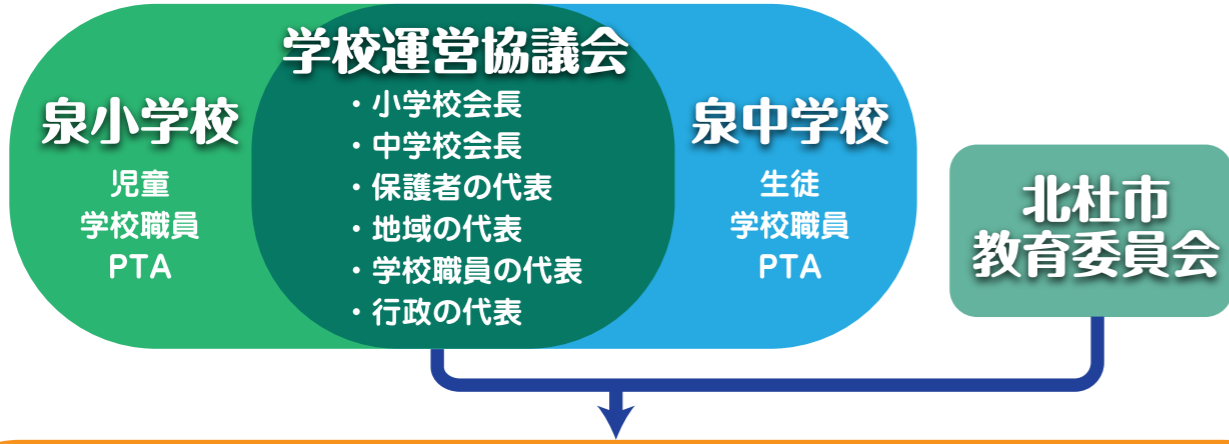 学校運営協議会
・小学校会長
・中学校会長
・保護者の代表
・地域の代表
・学校職員の代表
・行政の代表
泉小学校
児童
学校職員
PTA
泉中学校
生徒
学校職員
PTA
北杜市
教育委員会